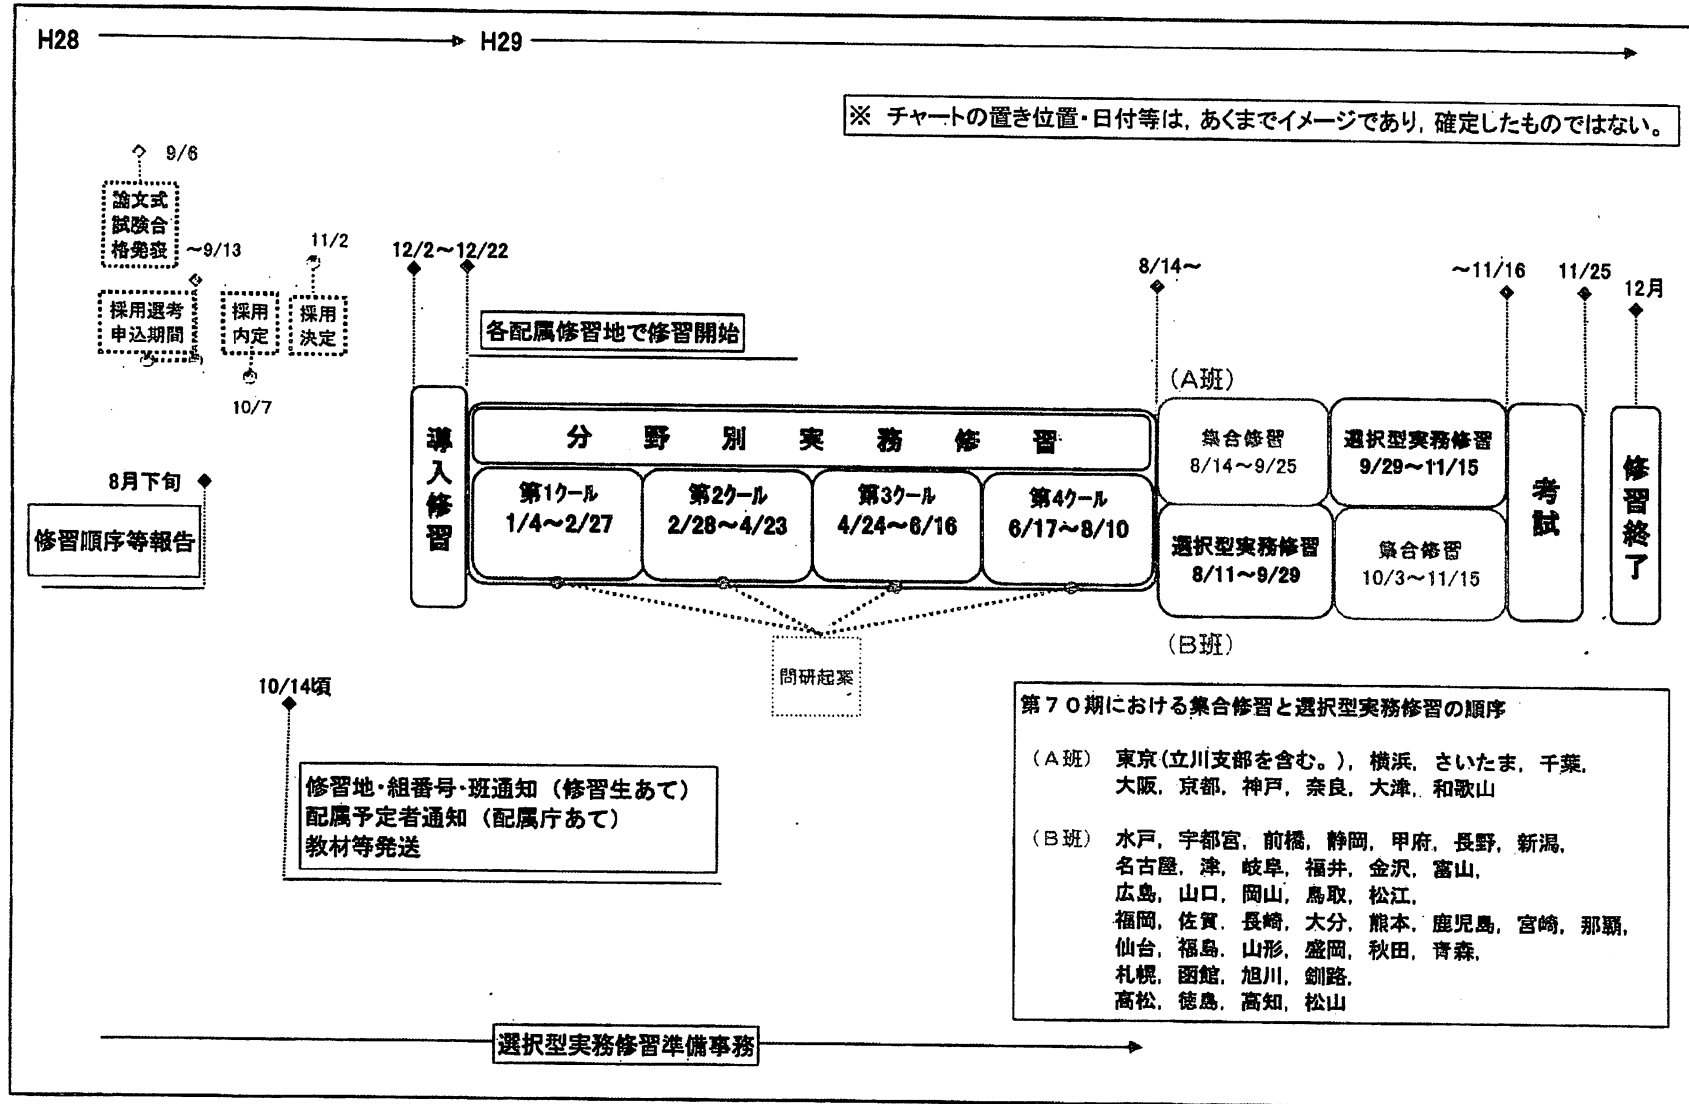 H28
H29
※ チャートの置き位置・日付等は，あくまでイメージであり，確定したものではない。
9/6
論文式
試験合
格発表
～9/13
採用選考
申込期間
採用
内定
10/7
11/2
採用
決定
12/2～12/22
各配属修習地で修習開始
8/14～
～11/16
11/25
12月
8月下旬
修習順序等報告
導入修習
分野別実務修習
第1クール
1/4～2/27
第2クール
2/28～4/23
第3クール
4/24～6/16
第4クール
6/17～8/10
問研起案
（A班）
集合修習
8/14～9/25
選択型実務修習
9/29～11/15
選択型実務修習
8/11～9/29
集合修習
10/3～11/15
（B班）
考試
修習終了
10/14頃
修習地・組番号・班通知（修習生あて）
配属予定者通知（配属庁あて）
教材等発送
第７０期における集合修習と選択型実務修習の順序
（A班） 東京(立川支部を含む。)，横浜，さいたま，千葉，
大阪，京都，神戸，奈良，大津，和歌山
（B班） 水戸，宇都宮，前橋，静岡，甲府，長野，新潟，
名古屋，津，岐阜，福井，金沢，富山，
広島，山口，岡山，鳥取，松江，
福岡，佐賀，長崎，大分，熊本，鹿児島，宮崎，那覇，
仙台，福島，山形，盛岡，秋田，青森，
札幌，函館，旭川，釧路，
高松，徳島，高知，松山
選択型実務修習準備事務